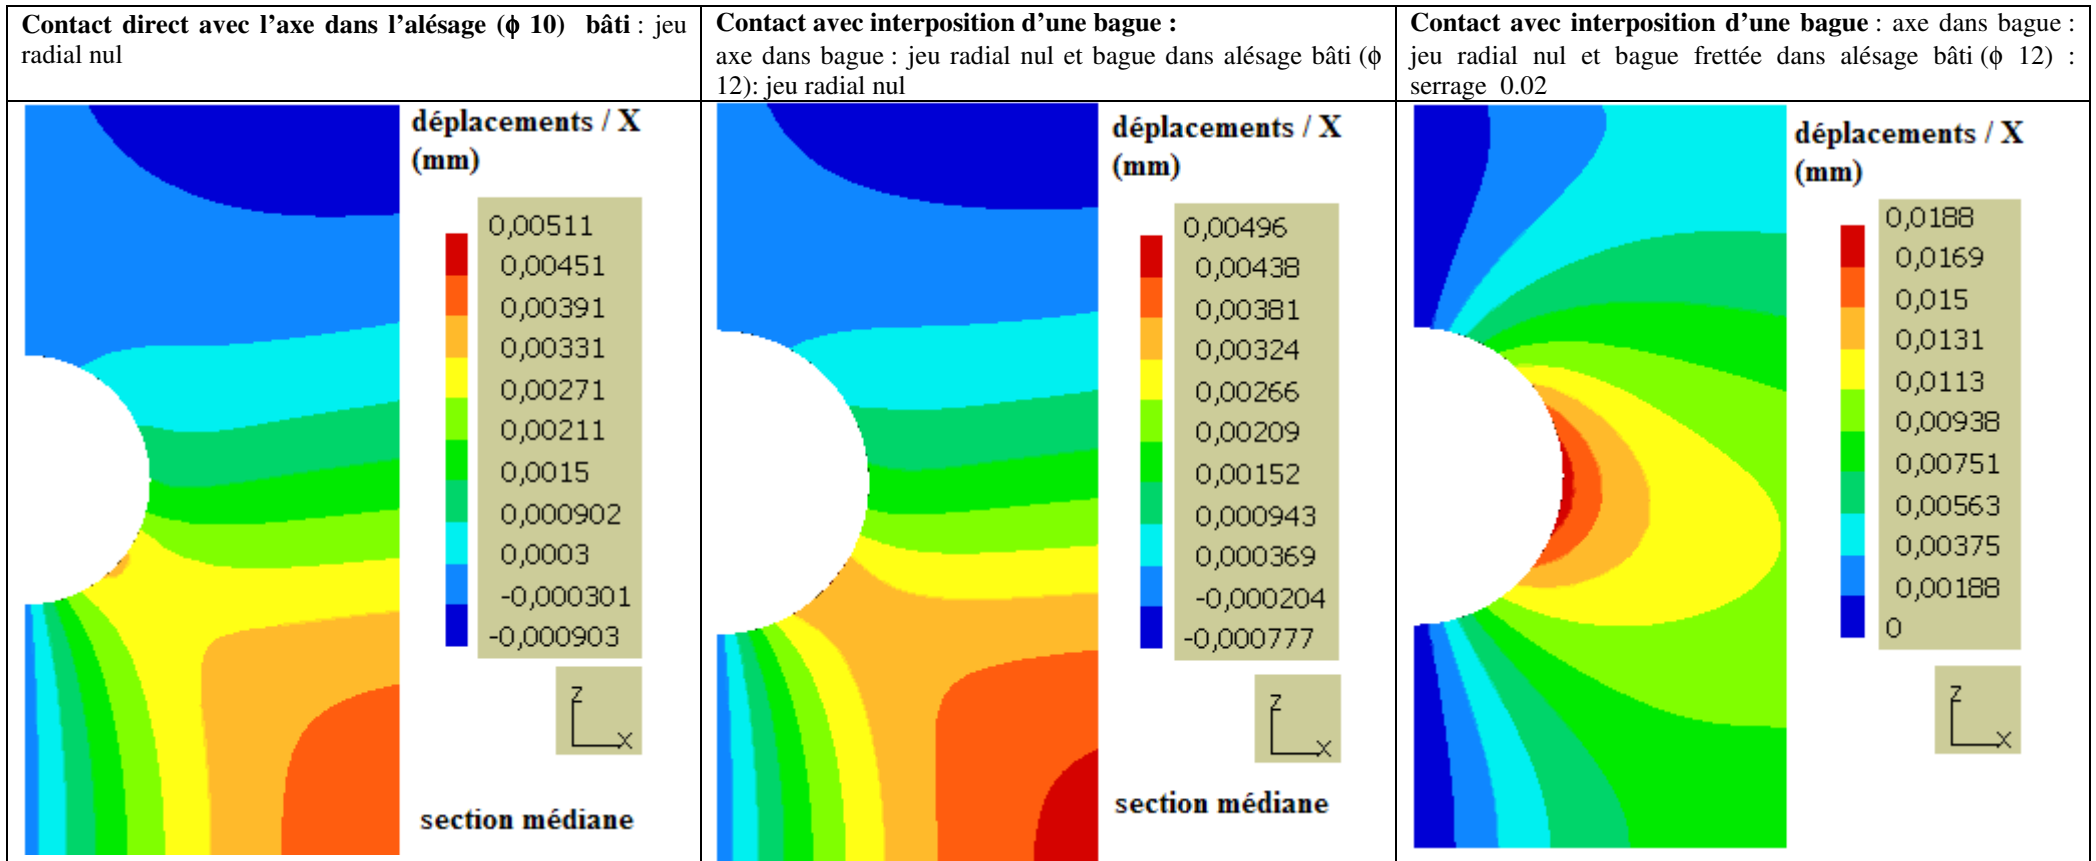 Contact direct avec l’axe dans l’alésage (ϕ 10) bâti : jeu
radial nul
Contact avec interposition d’une bague :
axe dans bague : jeu radial nul et bague dans alésage bâti (ϕ
12): jeu radial nul
Contact avec interposition d’une bague : axe dans bague :
jeu radial nul et bague frettée dans alésage bâti (ϕ 12) :
serrage 0.02
déplacements / X
(mm)
0,00511
0,00451
0,00391
0,00331
0,00271
0,00211
0,0015
0,000902
0,0003
-0,000301
-0,000903
Z
X
section médiane
déplacements / X
(mm)
0,00496
0,00438
0,00381
0,00324
0,00266
0,00209
0,00152
0,000943
0,000369
-0,000204
-0,000777
Z
X
section médiane
déplacements / X
(mm)
0,0188
0,0169
0,015
0,0131
0,0113
0,00938
0,00751
0,00563
0,00375
0,00188
0
Z
X